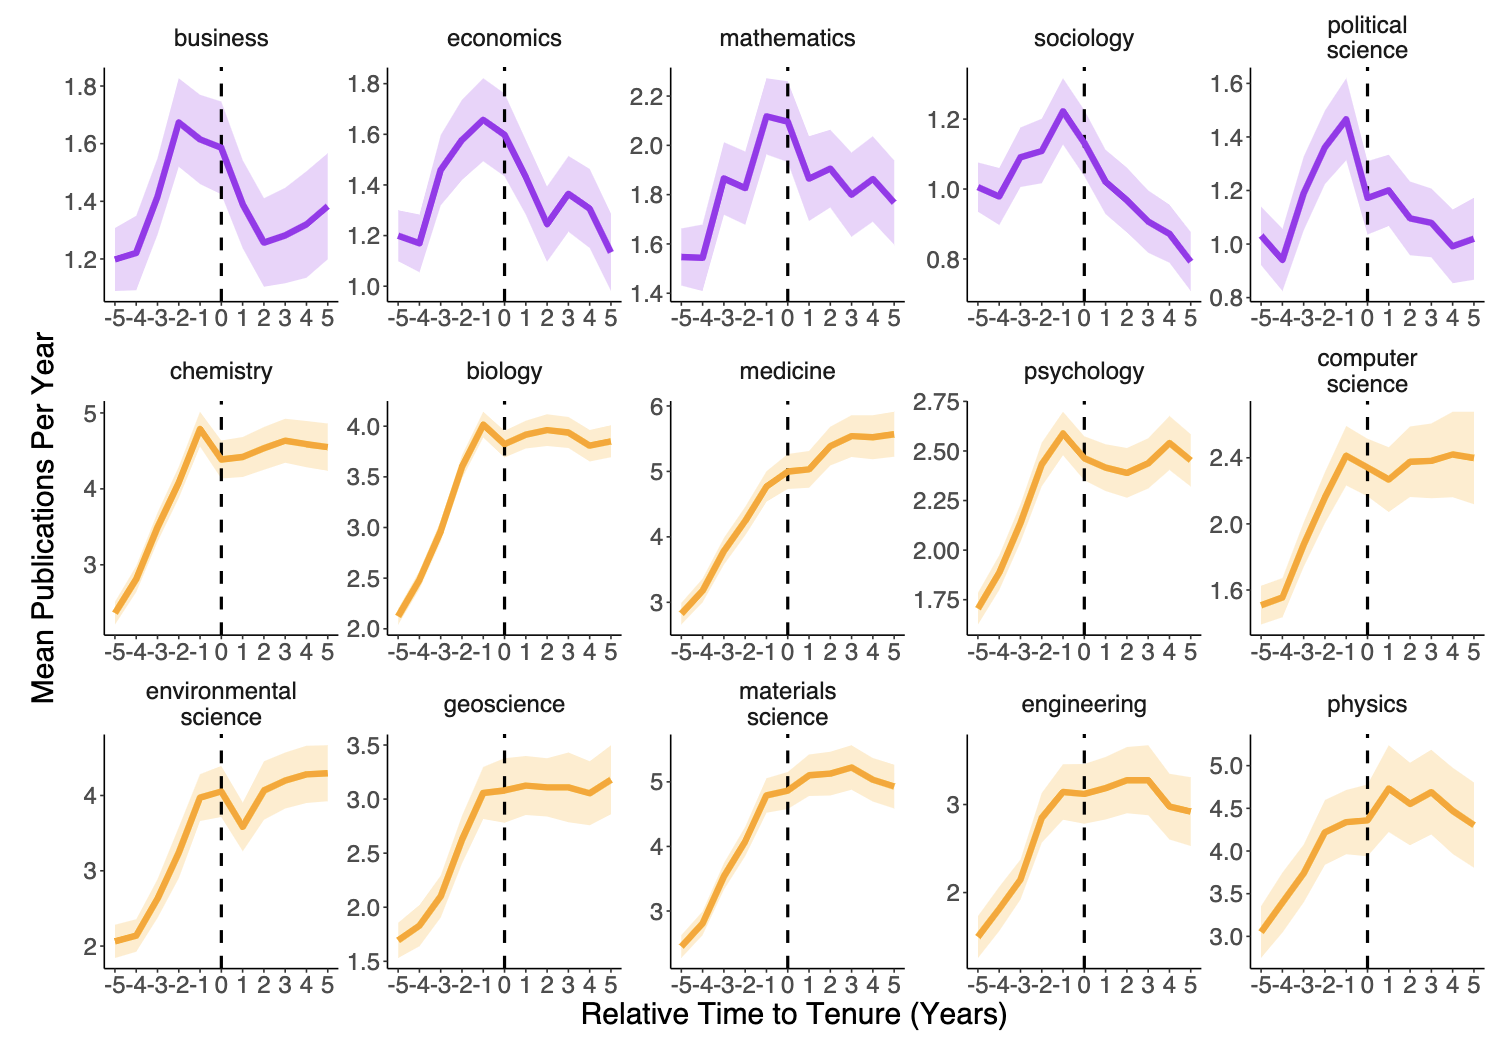 business
economics
mathematics
sociology
political
science
1.8
1.6
1.4
1.2
1.8
1.6
1.4
1.2
1.0
2.2
2.0
1.8
1.6
1.4
1.2
1.0
0.8
1.6
1.4
1.2
1.0
0.8
-5-4-3-2-1 0 1 2 3 4 5
-5-4-3-2-1 0 1 2 3 4 5
-5-4-3-2-1 0 1 2 3 4 5
-5-4-3-2-1 0 1 2 3 4 5
-5-4-3-2-1 0 1 2 3 4 5
Mean Publications Per Year
chemistry
biology
medicine
psychology
computer
science
5
4
3
4.0
3.5
3.0
2.5
2.0
6
5
4
3
2.75
2.50
2.25
2.00
1.75
2.4
2.0
1.6
-5-4-3-2-1 0 1 2 3 4 5
-5-4-3-2-1 0 1 2 3 4 5
-5-4-3-2-1 0 1 2 3 4 5
-5-4-3-2-1 0 1 2 3 4 5
-5-4-3-2-1 0 1 2 3 4 5
environmental
science
geoscience
materials
science
engineering
physics
4
3
2
3.5
3.0
2.5
2.0
1.5
5
4
3
3
2
5.0
4.5
4.0
3.5
3.0
-5-4-3-2-1 0 1 2 3 4 5
-5-4-3-2-1 0 1 2 3 4 5
-5-4-3-2-1 0 1 2 3 4 5
-5-4-3-2-1 0 1 2 3 4 5
-5-4-3-2-1 0 1 2 3 4 5
Relative Time to Tenure (Years)